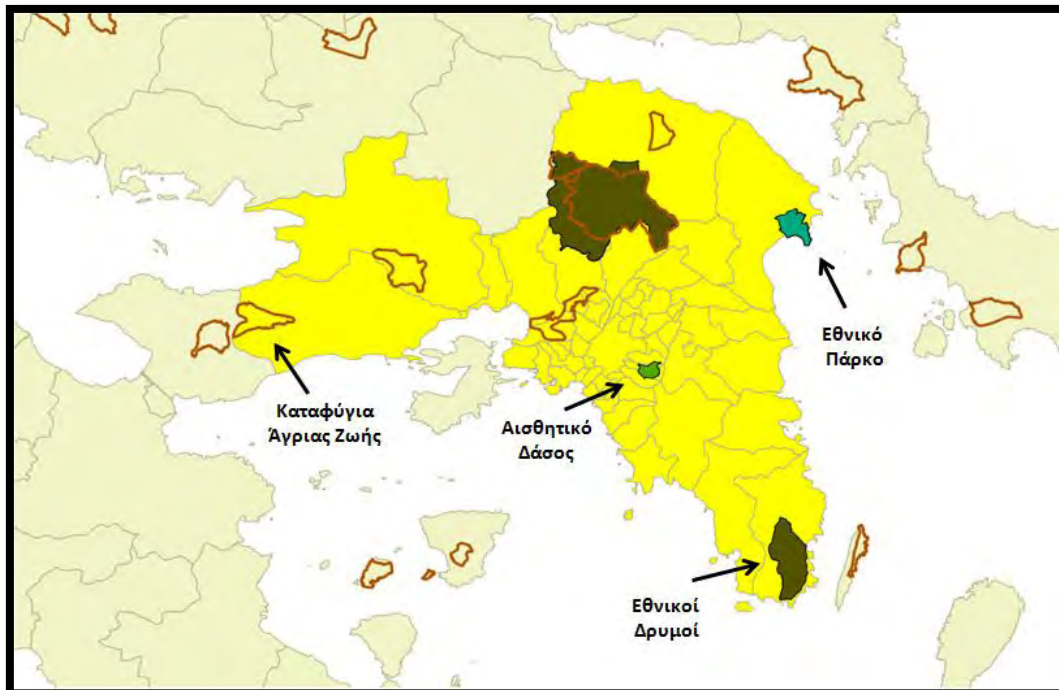 Εθνικό
Πάρκο
Καταφύγια
Άγριας Ζωής
Αισθητικό
Δάσος
Εθνικοί
Δρυμοί